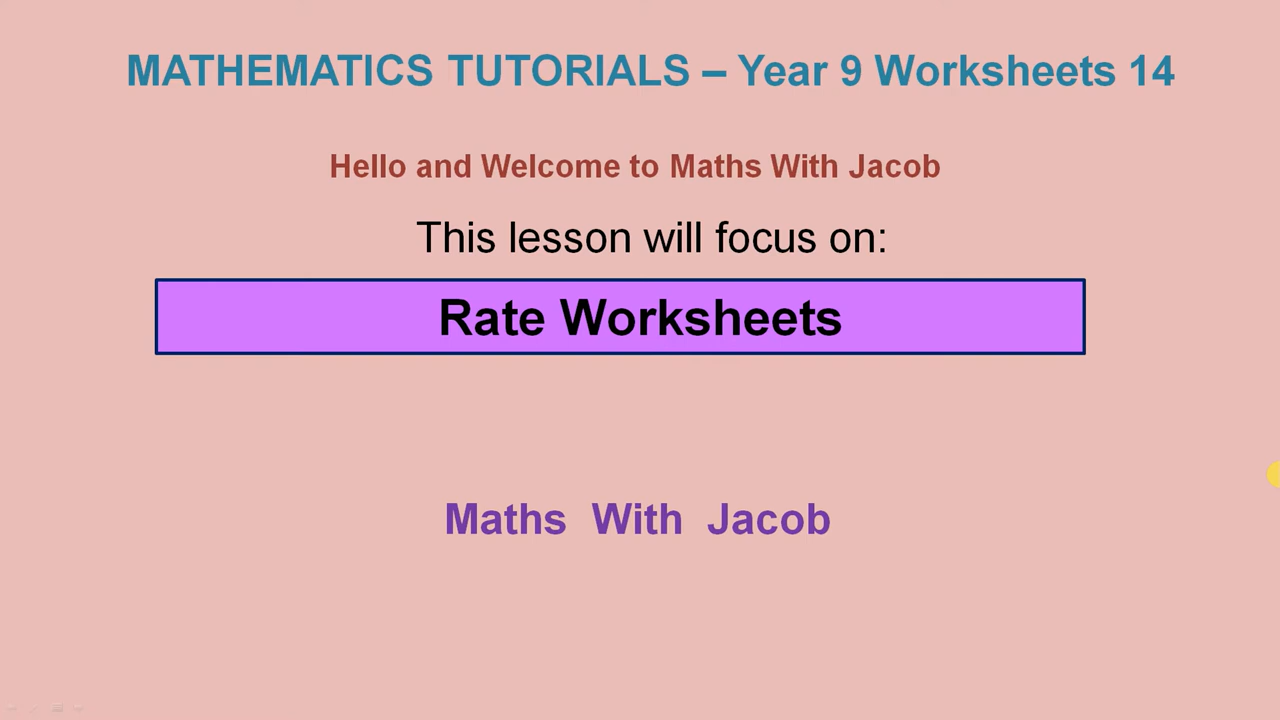 MATHEMATICS TUTORIALS – Year 9 Worksheets 14
Hello and Welcome to Maths With Jacob
This lesson will focus on:
Rate Worksheets
Maths With Jacob